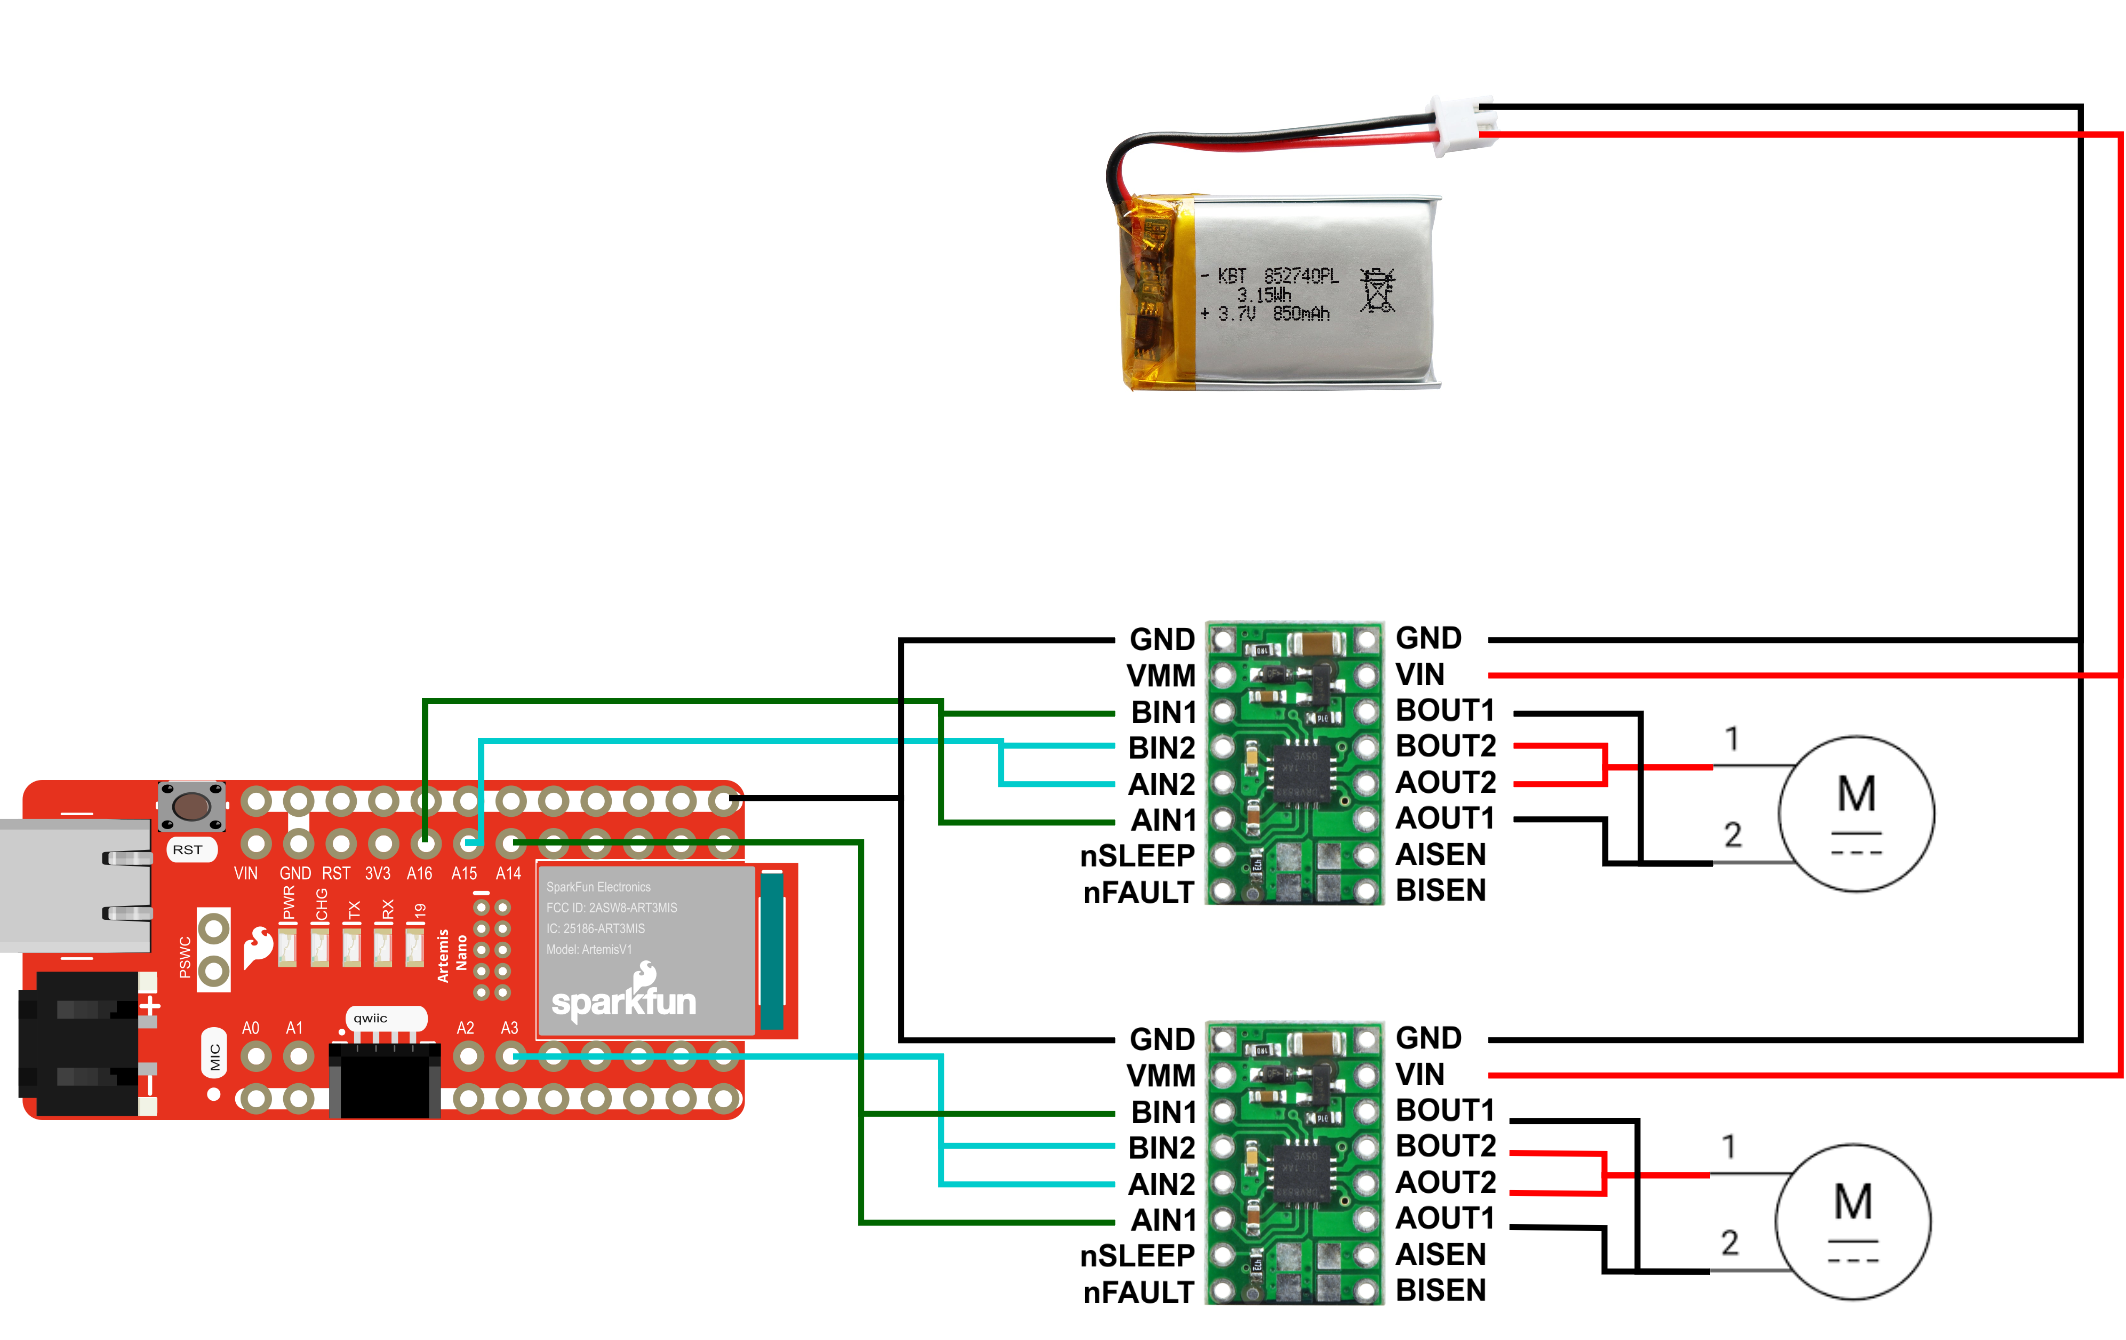 - KBT 852740PL
3.15Wh
+ 3.7V 850mAh
GND
VMM
BIN1
BIN2
AIN2
AIN1
nSLEEP
nFAULT
GND
VIN
BOUT1
BOUT2
AOUT2
AOUT1
AISEN
BISEN
1
2
M
RST
VIN
GND
RST
3V3
A16
A15
A14
PWR
CHG
TX
RX
19
PSWC
Artemis
Nano
SparkFun Electronics
FCC ID: 2ASW8-ART3MIS
IC: 25186-ART3MIS
Model: ArtemisV1
sparkfun
+
-
MIC
A0
A1
qwiic
A2
A3
GND
VMM
BIN1
BIN2
AIN2
AIN1
nSLEEP
nFAULT
GND
VIN
BOUT1
BOUT2
AOUT2
AOUT1
AISEN
BISEN
1
2
M